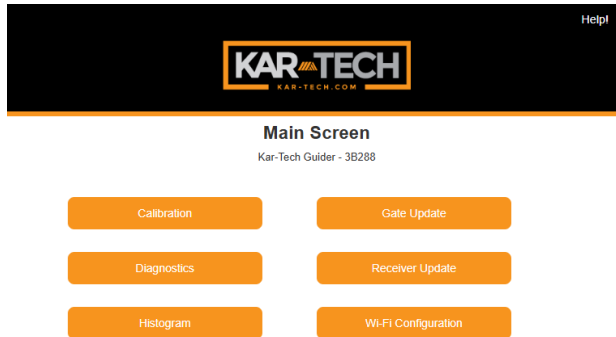 Help!
KAR-TECH
KAR-TECH.COM
Main Screen
Kar-Tech Guider - 3B288
Calibration
Gate Update
Diagnostics
Receiver Update
Histogram
Wi-Fi Configuration